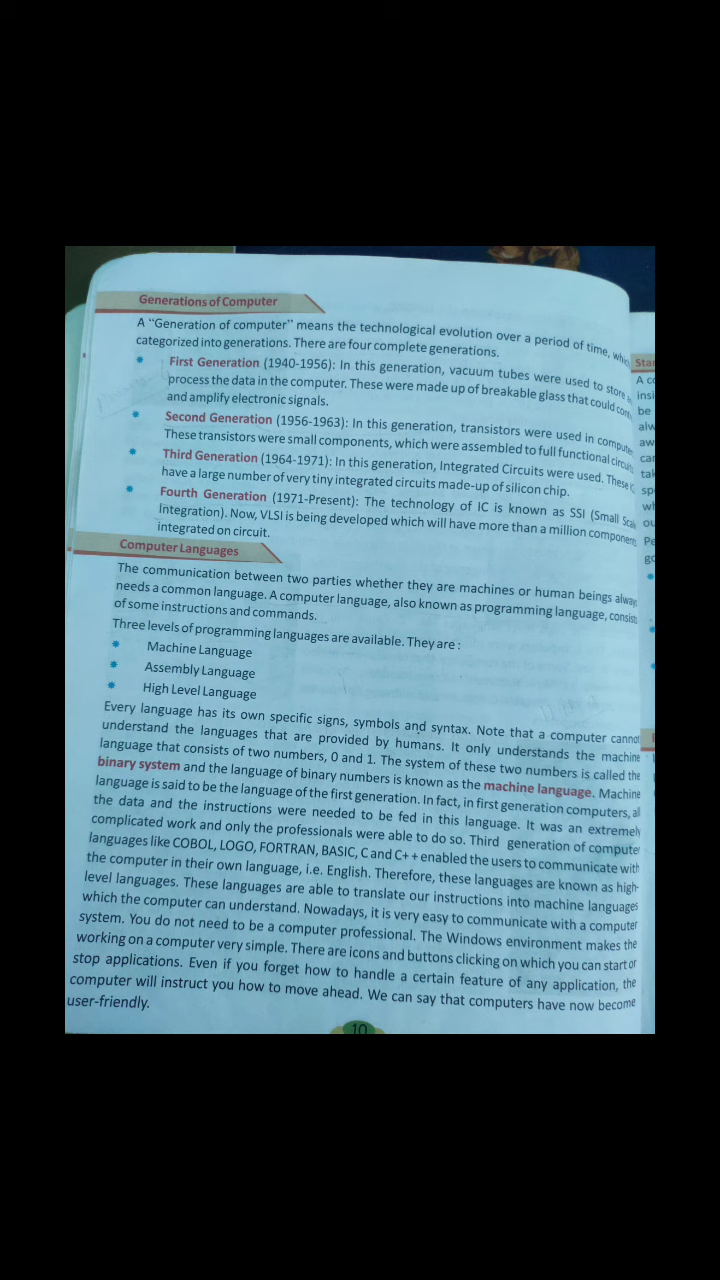 Generations of Computer
A "Generation of computer" means the technological evolution over a period of time,
categorized into generations. There are four complete generations.
First Generation (1940-1956): In this generation, vacuum tubes were used to store
process the data in the computer. These were made up of breakable glass that could
and amplify electronic signals.
Second Generation (1956-1963): In this generation, transistors were used in
These transistors were small components, which were assembled to full functional
Third Generation (1964-1971): In this generation, Integrated Circuits were used. These
have a large number of very tiny integrated circuits made-up of silicon chip.
Fourth Generation (1971-Present): The technology of IC is known as SSI (Small
Integration). Now, VLSI is being developed which will have more than a million
integrated on circuit.
Computer Languages
The communication between two parties whether they are machines or human beings
needs a common language. A computer language, also known as programming language,
of some instructions and commands.
Three levels of programming languages are available. They are :
Machine Language
Assembly Language
High Level Language
Every language has its own specific signs, symbols and syntax. Note that a computer cannot
understand the languages that are provided by humans. It only understands the machine
language that consists of two numbers, 0 and 1. The system of these two numbers is called the
binary system and the language of binary numbers is known as the machine language. Machine
language is said to be the language of the first generation. In fact, in first generation computers, all
the data and the instructions were needed to be fed in this language. It was an extremely
complicated work and only the professionals were able to do so. Third generation of computer
languages like COBOL, LOGO, FORTRAN, BASIC, C and C++ enabled the users to communicate with
the computer in their own language, i.e. English. Therefore, these languages are known as high-
level languages. These languages are able to translate our instructions into machine languages
which the computer can understand. Nowadays, it is very easy to communicate with a computer
system. You do not need to be a computer professional. The Windows environment makes the
working on a computer very simple. There are icons and buttons clicking on which you can start or
stop applications. Even if you forget how to handle a certain feature of any application, the
computer will instruct you how to move ahead. We can say that computers have now become
user-friendly.
10